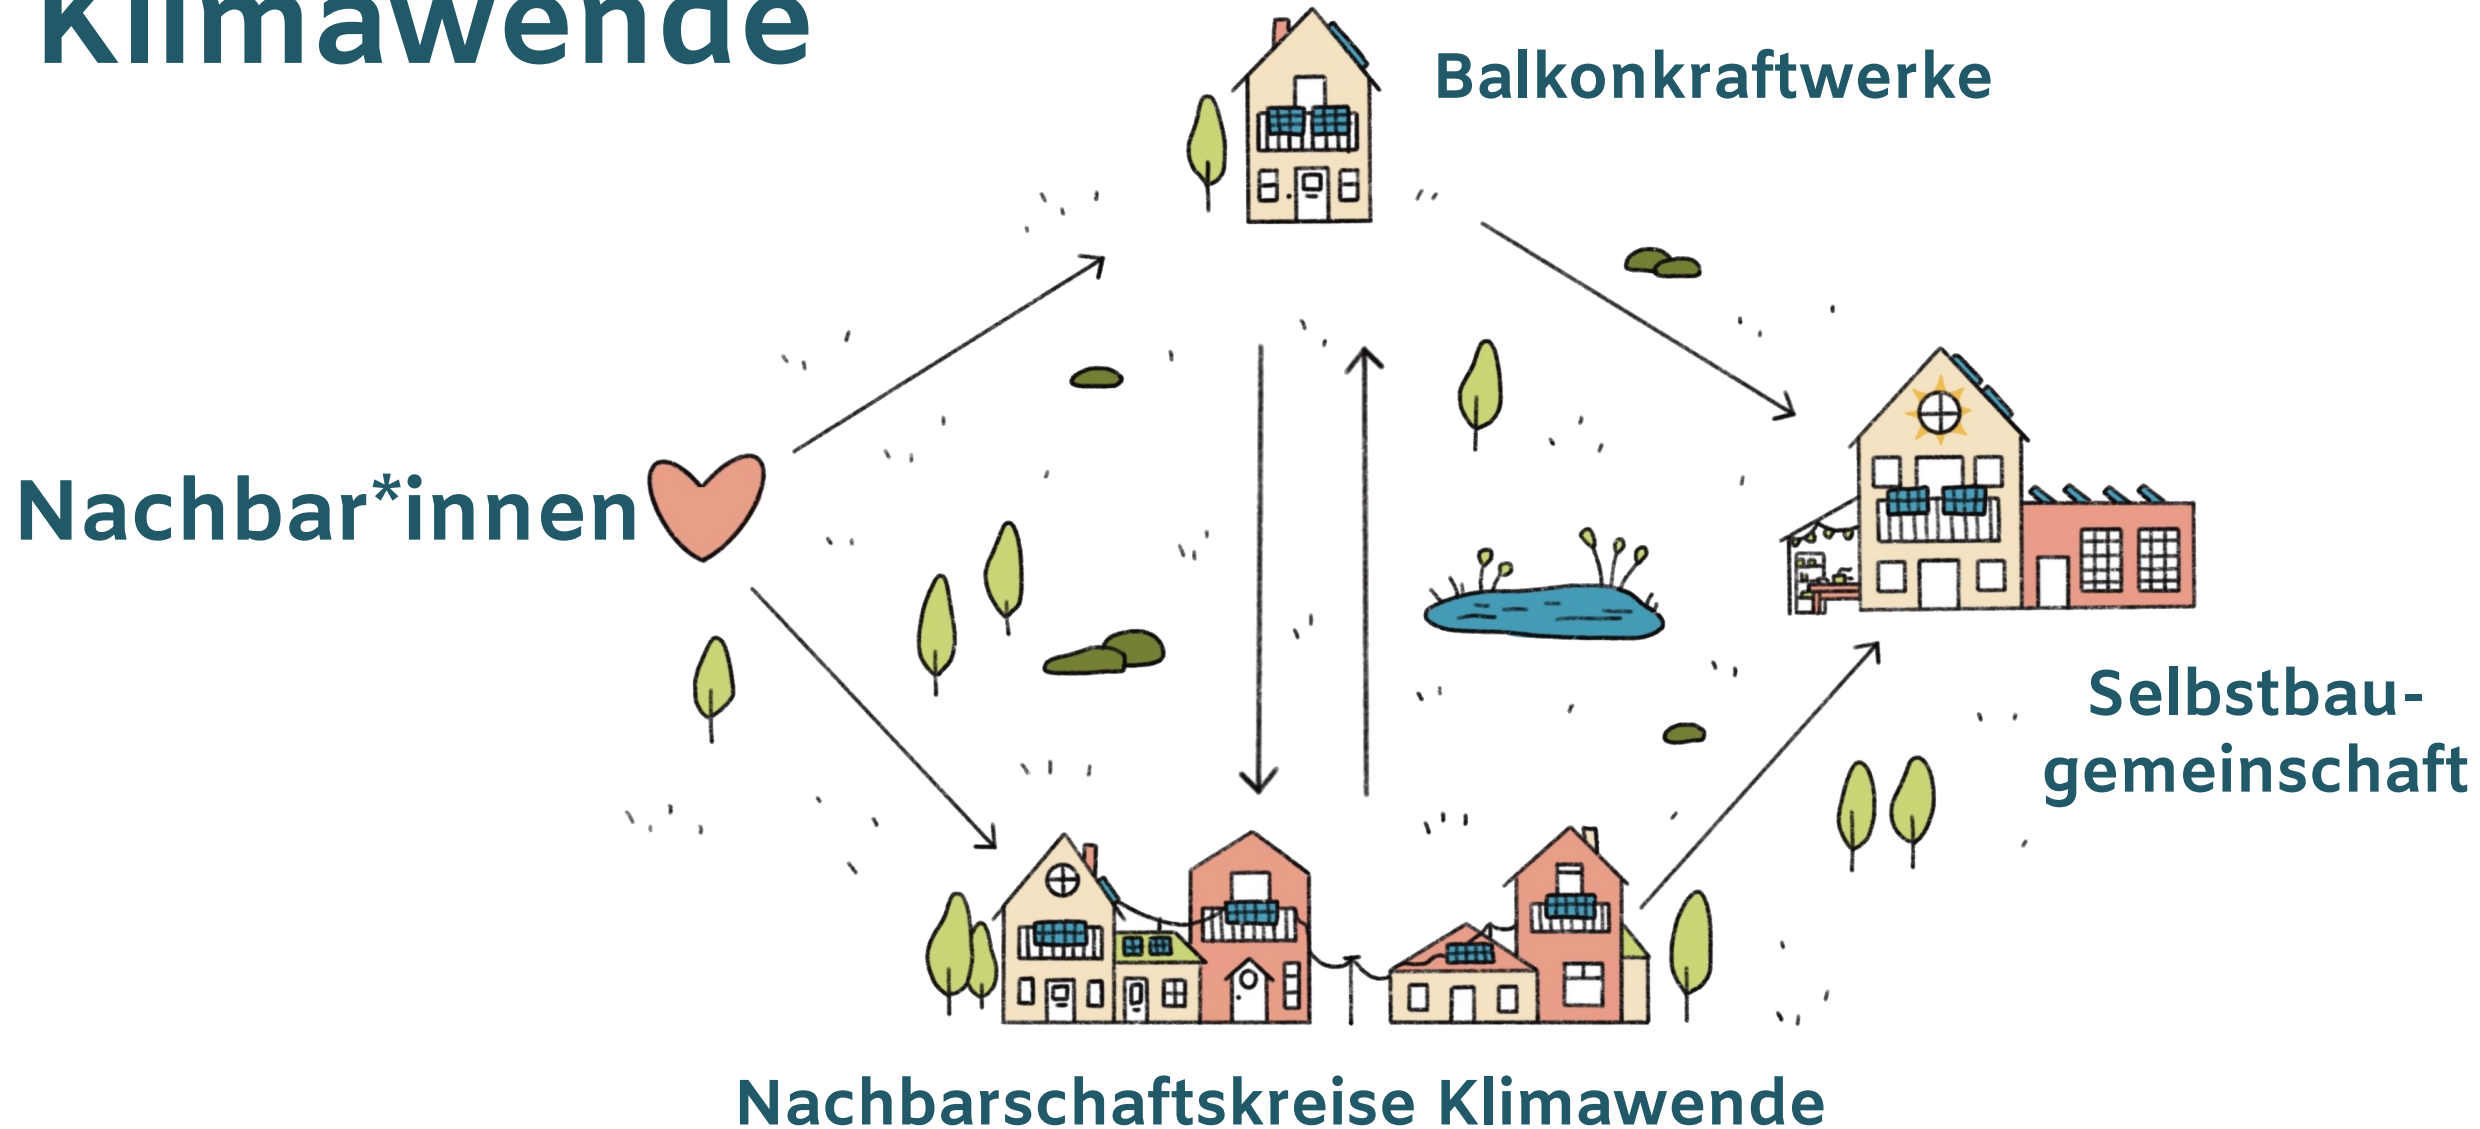 Klimawende
Balkonkraftwerke
Nachbar*innen
Selbstbau-
gemeinschaft
Nachbarschaftskreise Klimawende